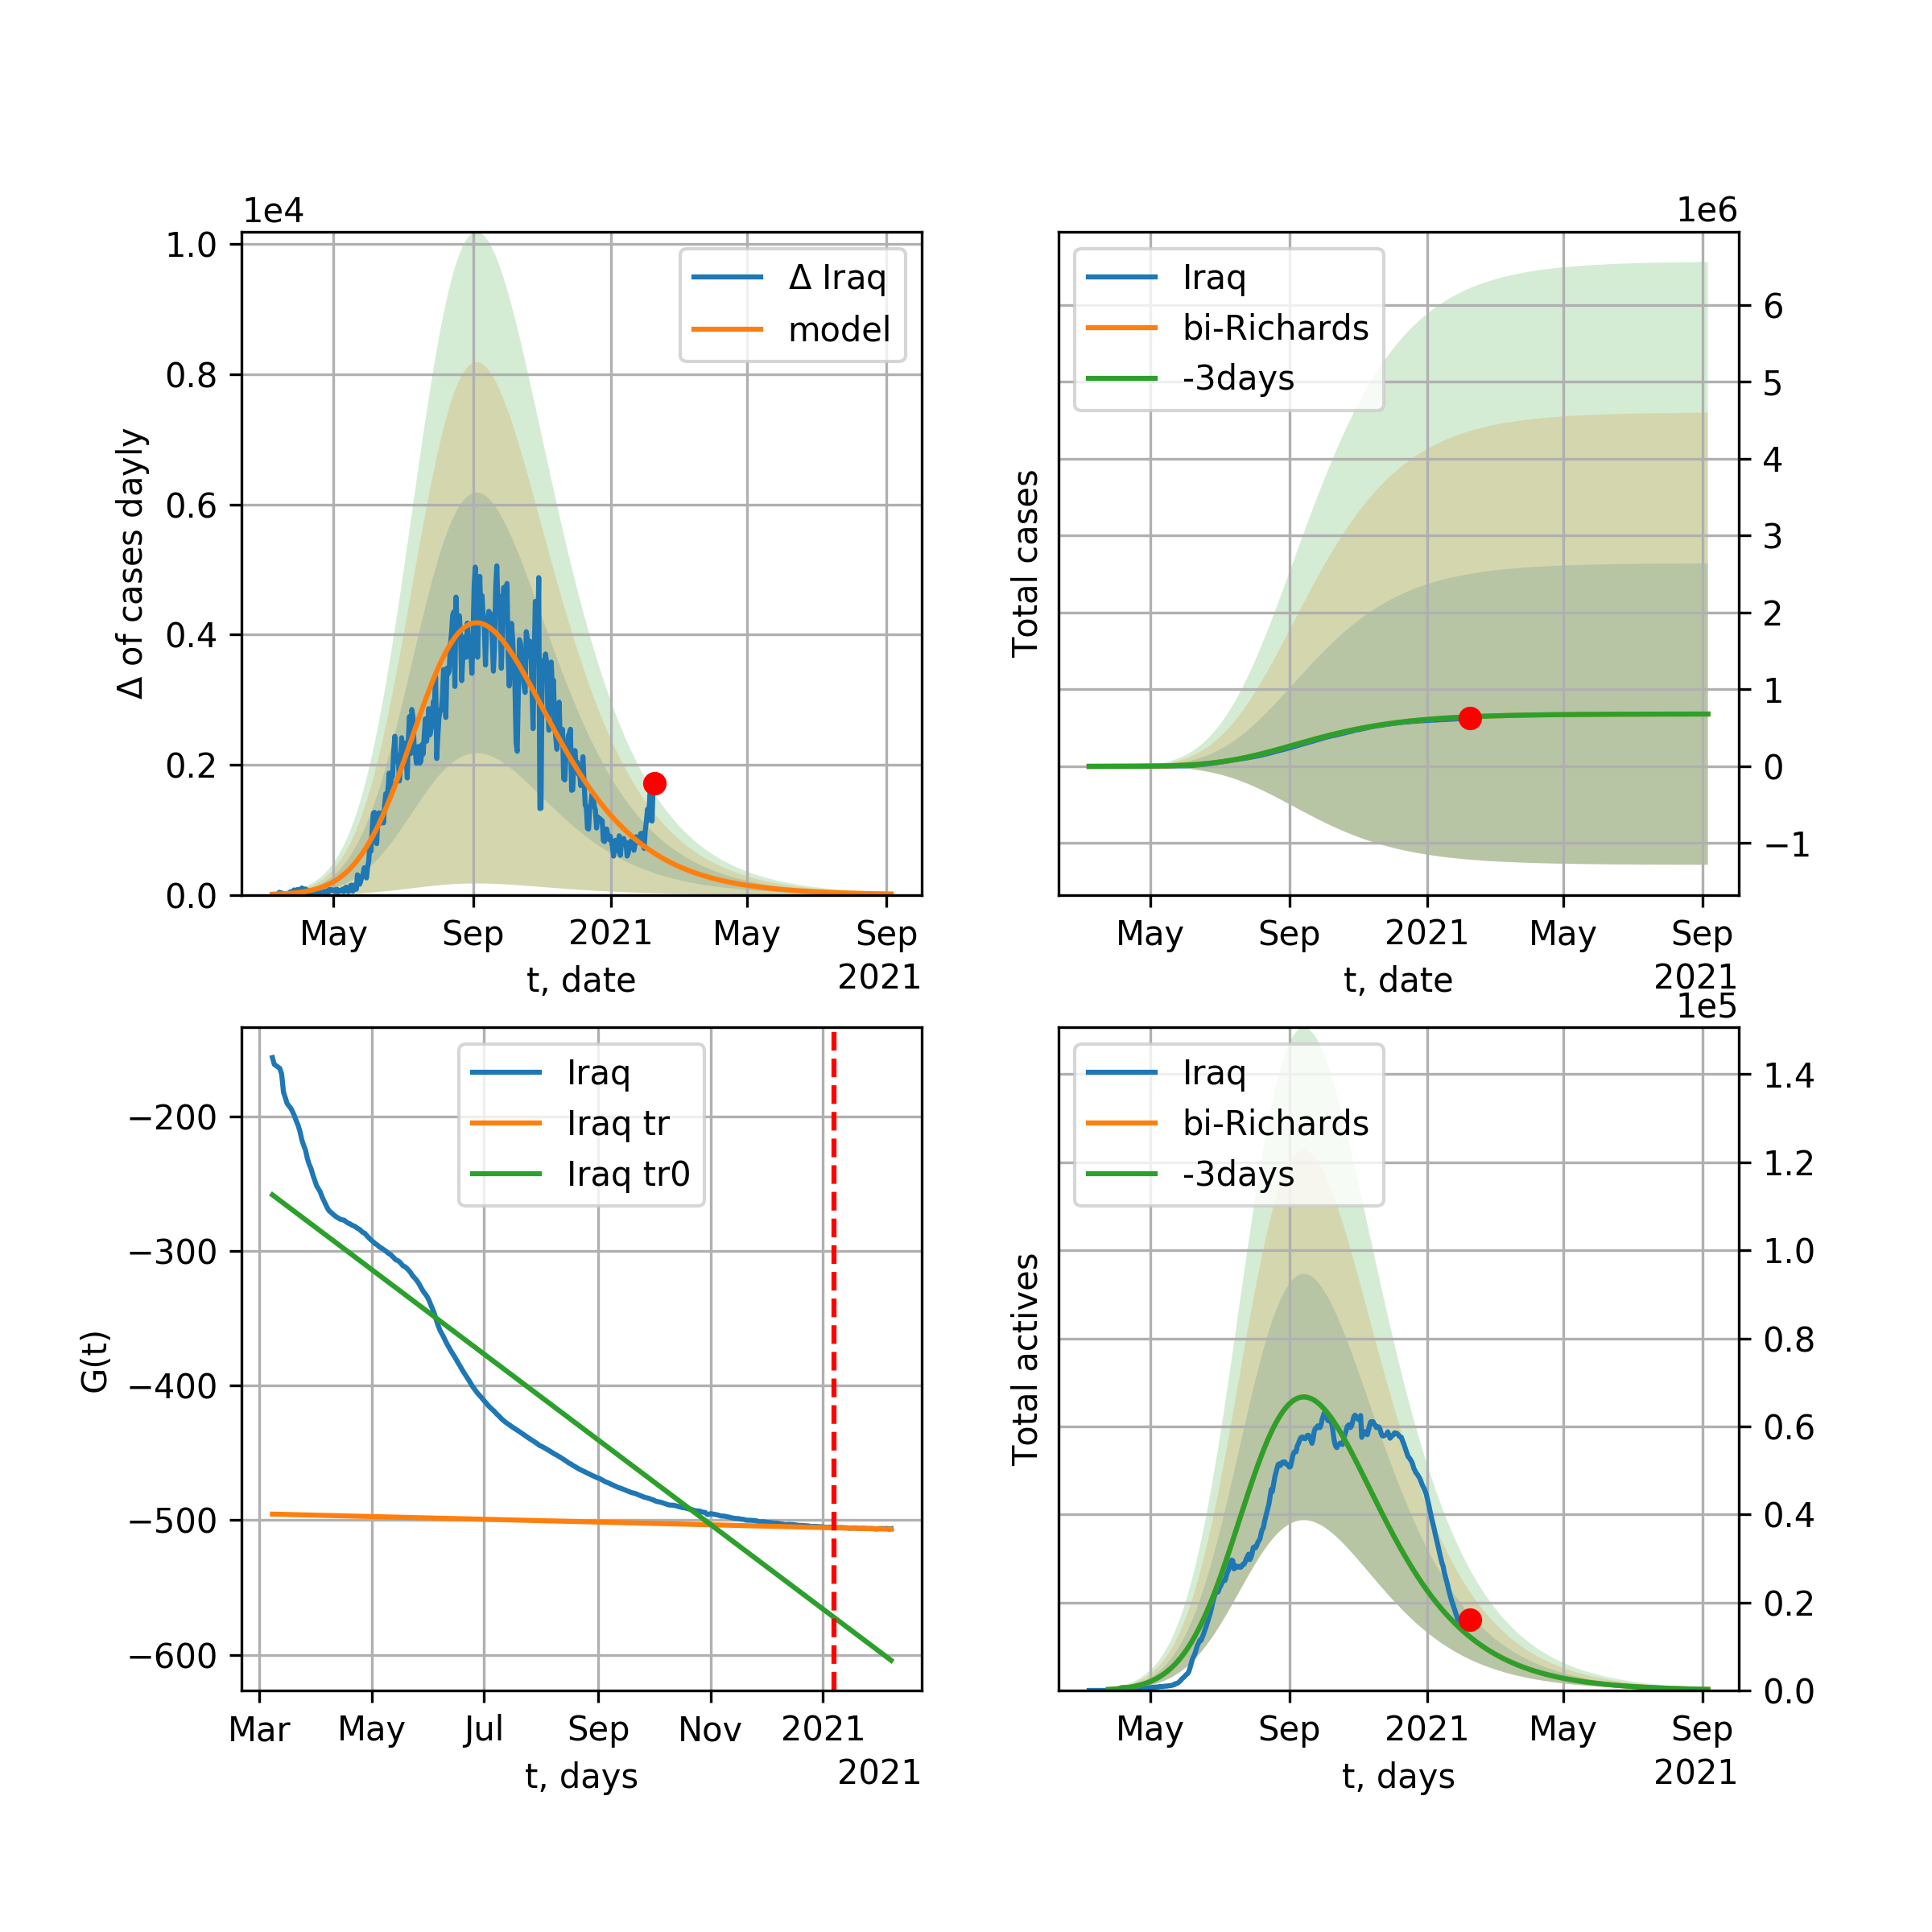 1e4
1.0
0.8
0.6
0.4
0.2
0.0
Δ of cases dayly
Δ Iraq
model
May
Sep
2021
May
Sep
2021
t, date
1e6
Iraq
bi-Richards
-3days
Total cases
6
5
4
3
2
1
0
−1
May
Sep
2021
May
Sep
2021
t, date
G(t)
−200
−300
−400
−500
−600
Iraq
Iraq tr
Iraq tr0
Mar
May
Jul
Sep
Nov
2021
2021
t, days
1e5
Iraq
bi-Richards
-3days
Total actives
1.4
1.2
1.0
0.8
0.6
0.4
0.2
0.0
May
Sep
2021
May
Sep
2021
t, days